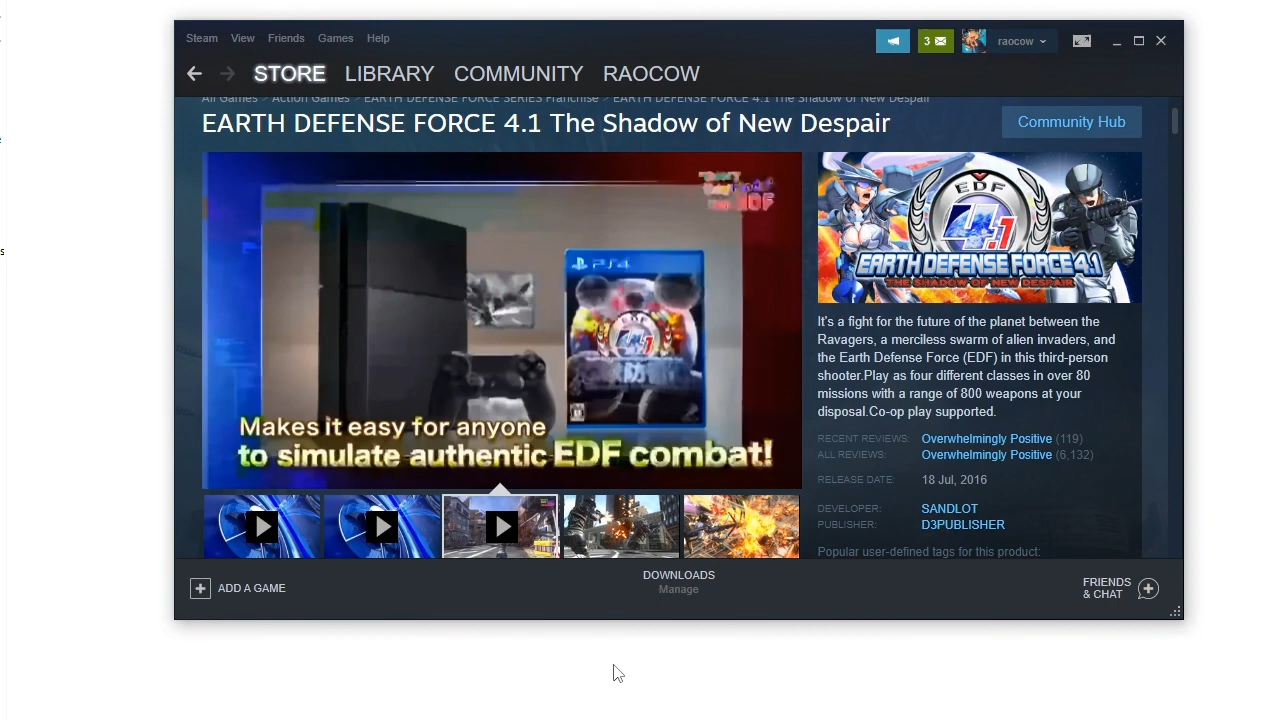 Steam View Friends Games Help
3
raocow
STORE LIBRARY COMMUNITY RAOCOW
All Games > Action Games > EARTH DEFENSE FORCE SERIES Franchise > EARTH DEFENSE FORCE 4.1 The Shadow of New Despair
EARTH DEFENSE FORCE 4.1 The Shadow of New Despair
Community Hub
PS4
EDF
4.1
Makes it easy for anyone
to simulate authentic EDF combat!
EDF
4.1
EARTH DEFENSE FORCE 4.1
THE SHADOW OF NEW DESPAIR
It's a fight for the future of the planet between the
Ravagers, a merciless swarm of alien invaders, and
the Earth Defense Force (EDF) in this third-person
shooter.Play as four different classes in over 80
missions with a range of 800 weapons at your
disposal.Co-op play supported.
RECENT REVIEWS: Overwhelmingly Positive (119)
ALL REVIEWS: Overwhelmingly Positive (6,132)
RELEASE DATE: 18 Jul, 2016
DEVELOPER: SANDLOT
PUBLISHER: D3PUBLISHER
Popular user-defined tags for this product:
ADD A GAME
DOWNLOADS
Manage
FRIENDS
& CHAT